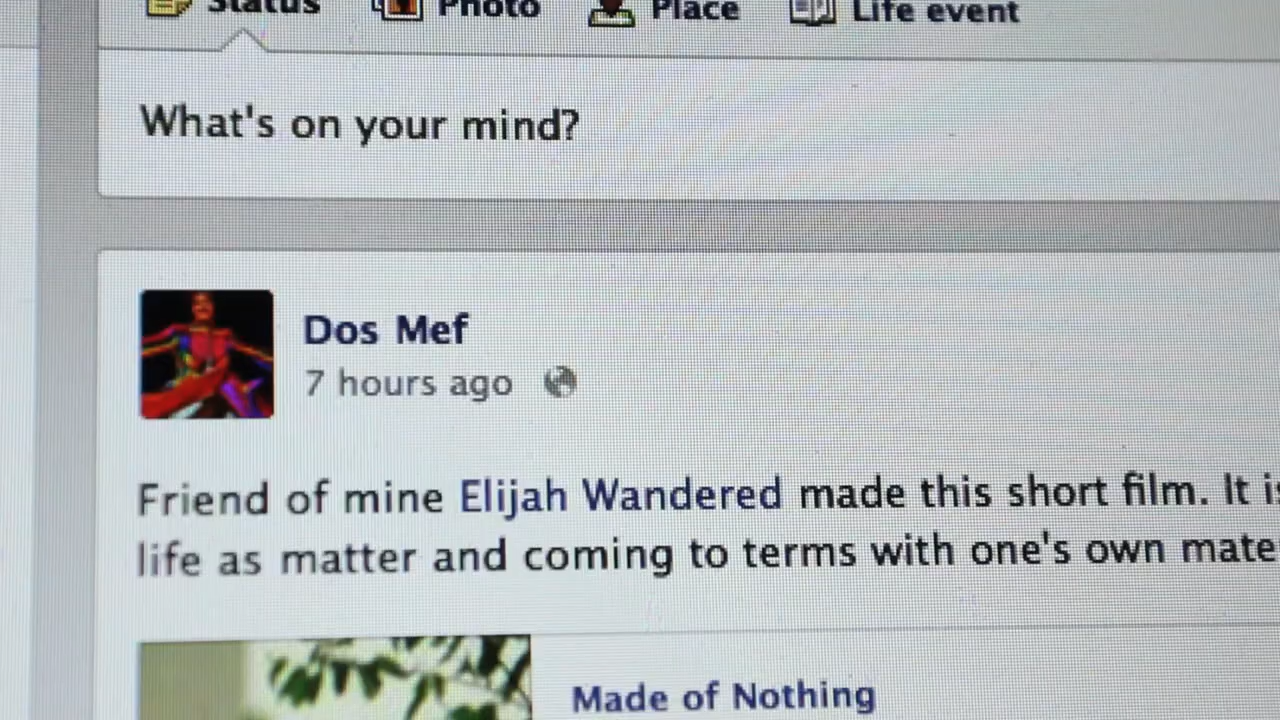 Status Photo Place Life event
What's on your mind?
Dos Mef
7 hours ago
Friend of mine Elijah Wandered made this short film. It
life as matter and coming to terms with one's own
Made of Nothing